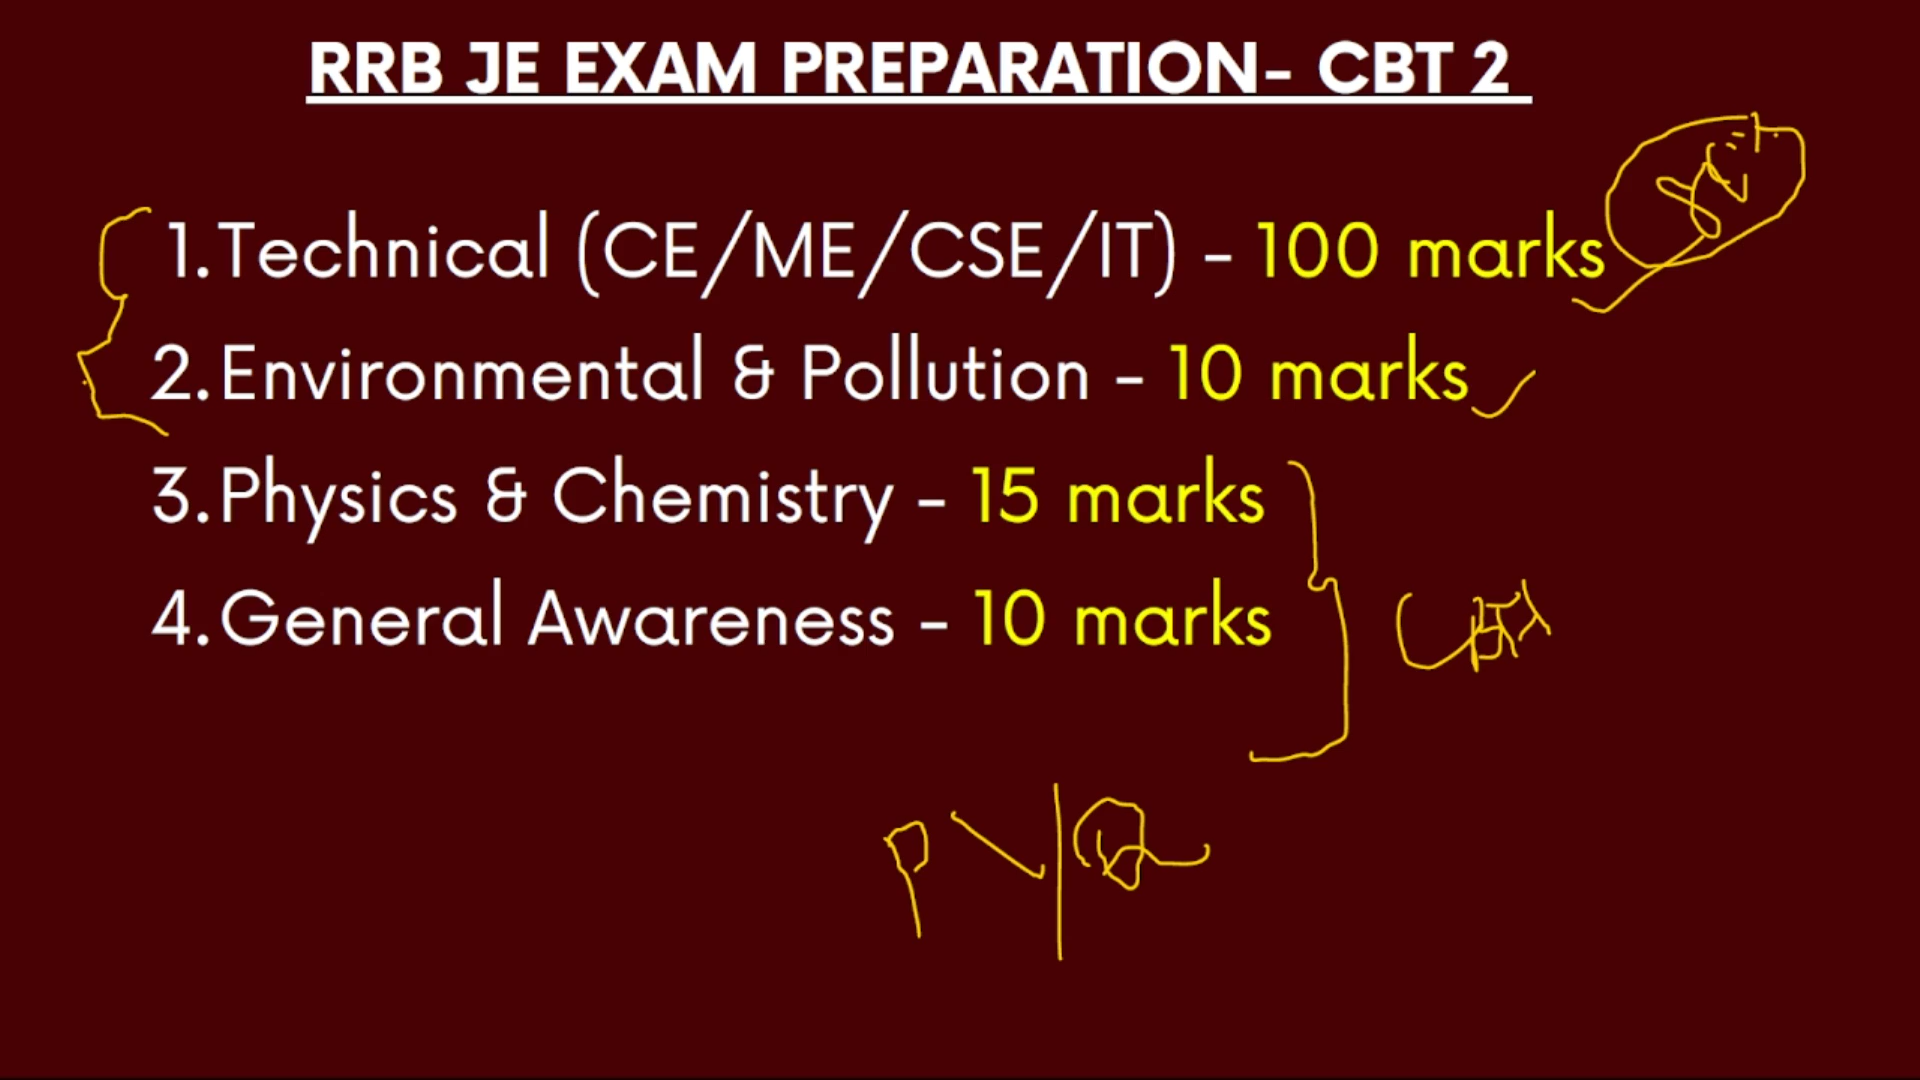 RRB JE EXAM PREPARATION- CBT 2
1.Technical (CE/ME/CSE/IT) - 100 marks
2.Environmental & Pollution - 10 marks
3.Physics & Chemistry - 15 marks
4.General Awareness - 10 marks